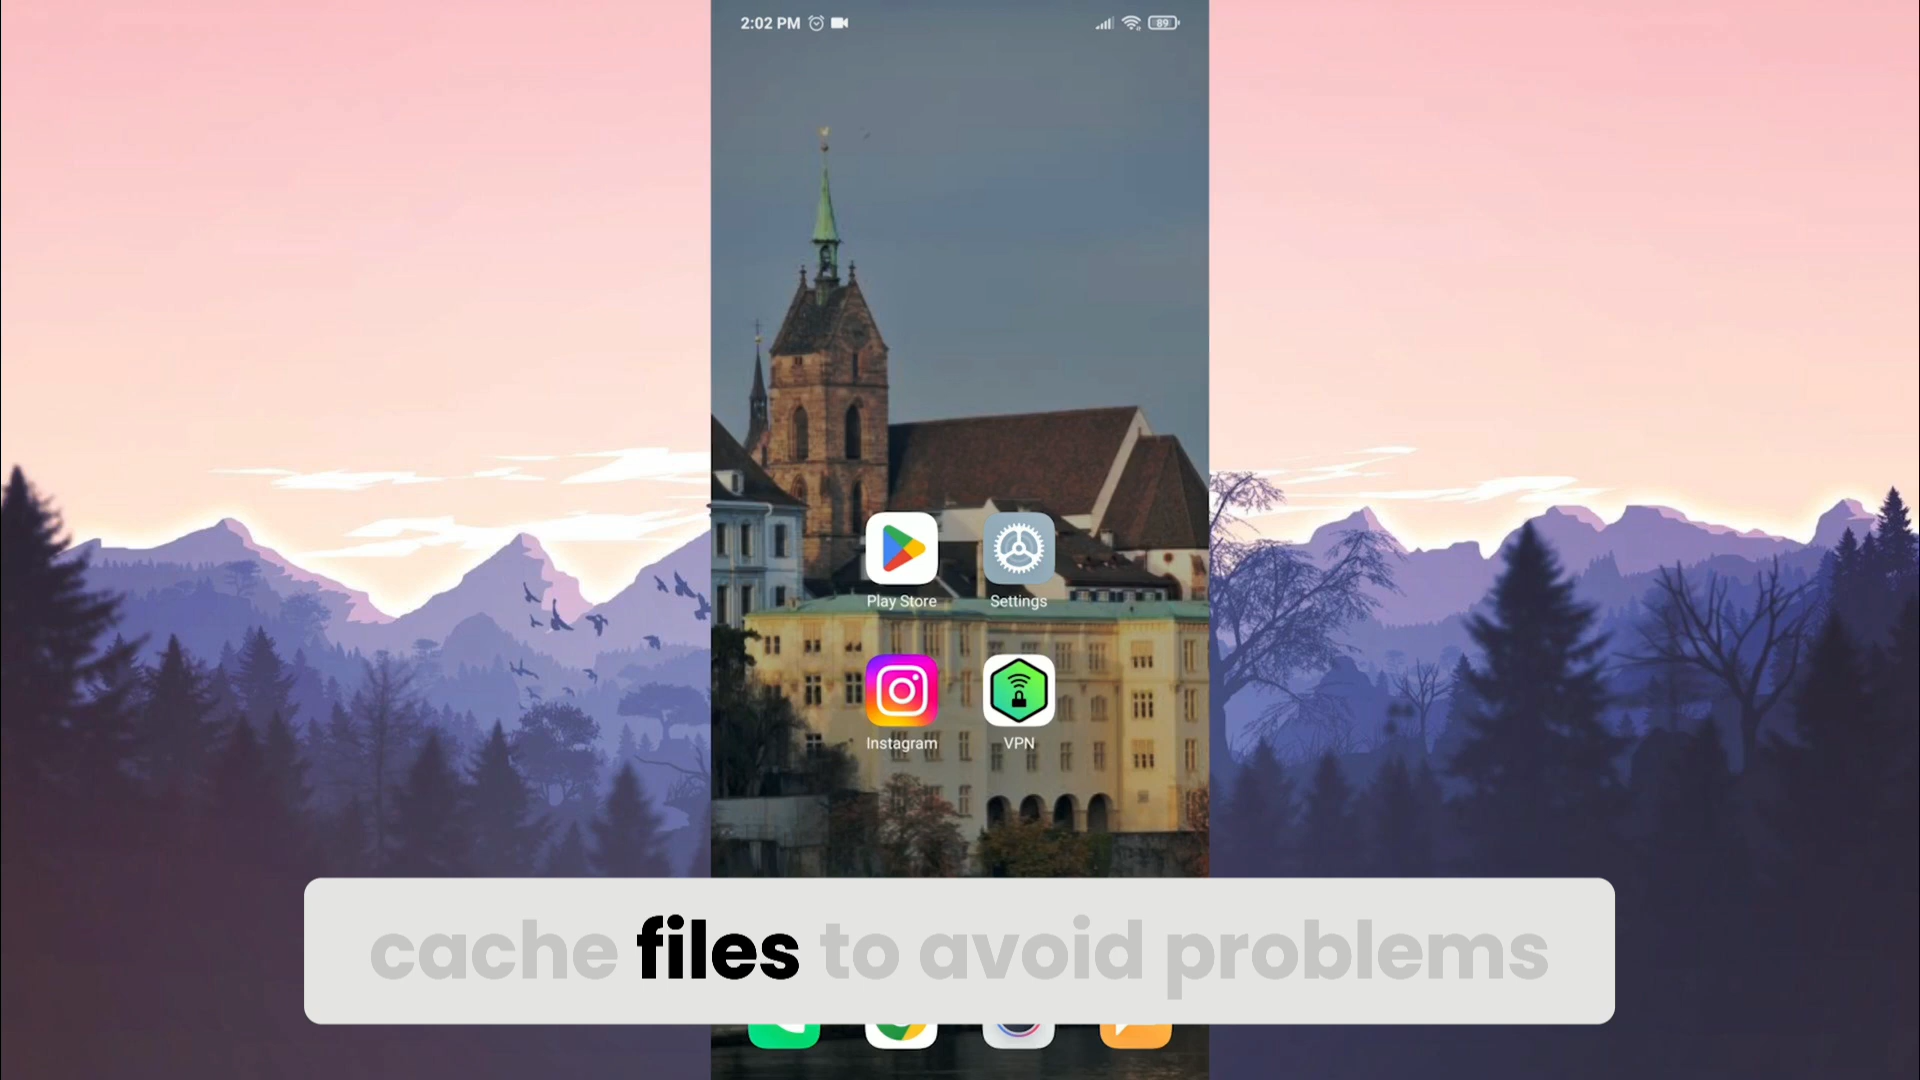 2:02 PM
89
Play Store
Settings
Instagram
VPN
cache files to avoid problems